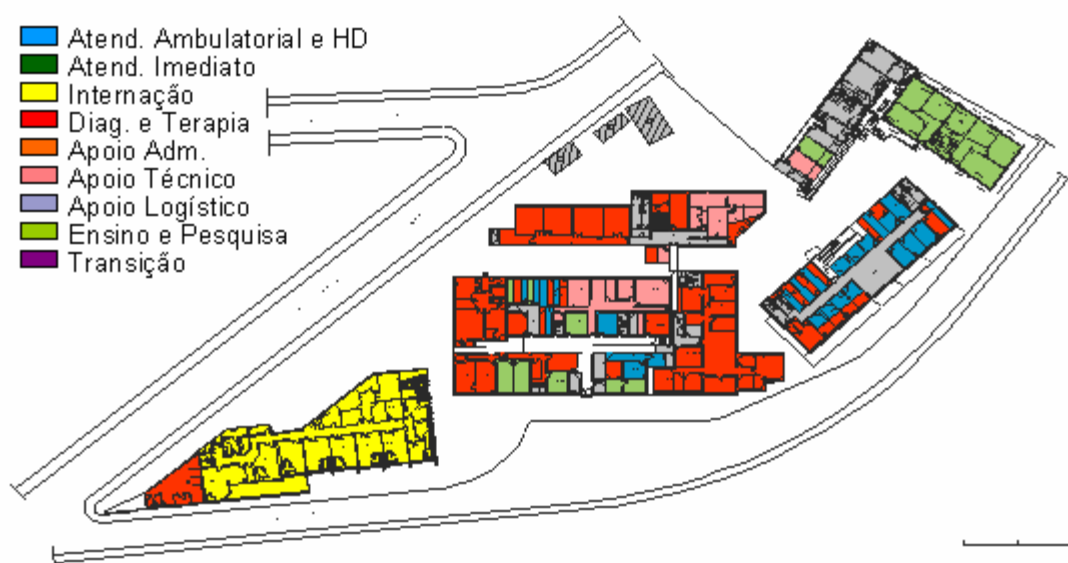 Atend. Ambulatorial e HD
Atend. Imediato
Internação
Diag. e Terapia
Apoio Adm.
Apoio Técnico
Apoio Logístico
Ensino e Pesquisa
Transição